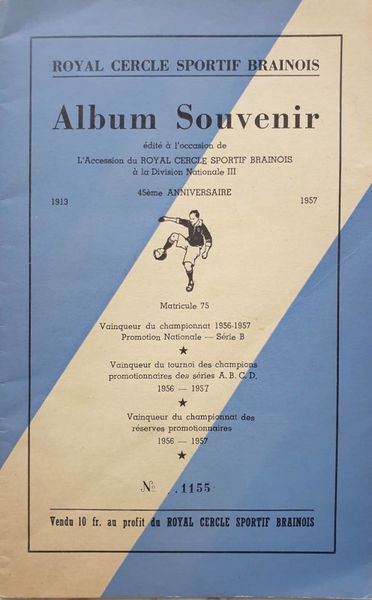 ROYAL CERCLE SPORTIF BRAINOIS
Album Souvenir
édité à l'occasion de
L'Accession du ROYAL CERCLE SPORTIF BRAINOIS
à la Division Nationale III
45ème ANNIVERSAIRE
1913 1957
Matricule 75
Vainqueur du championnat 1956-1957
Promotion Nationale — Série B
★
Vainqueur du tournoi des champions
promotionnaires des séries A. B. C. D.
1956 — 1957
★
Vainqueur du championnat des
réserves promotionnaires
1956 — 1957
★
No . . 1155
Vendu 10 fr. au profit du ROYAL CERCLE SPORTIF BRAINOIS